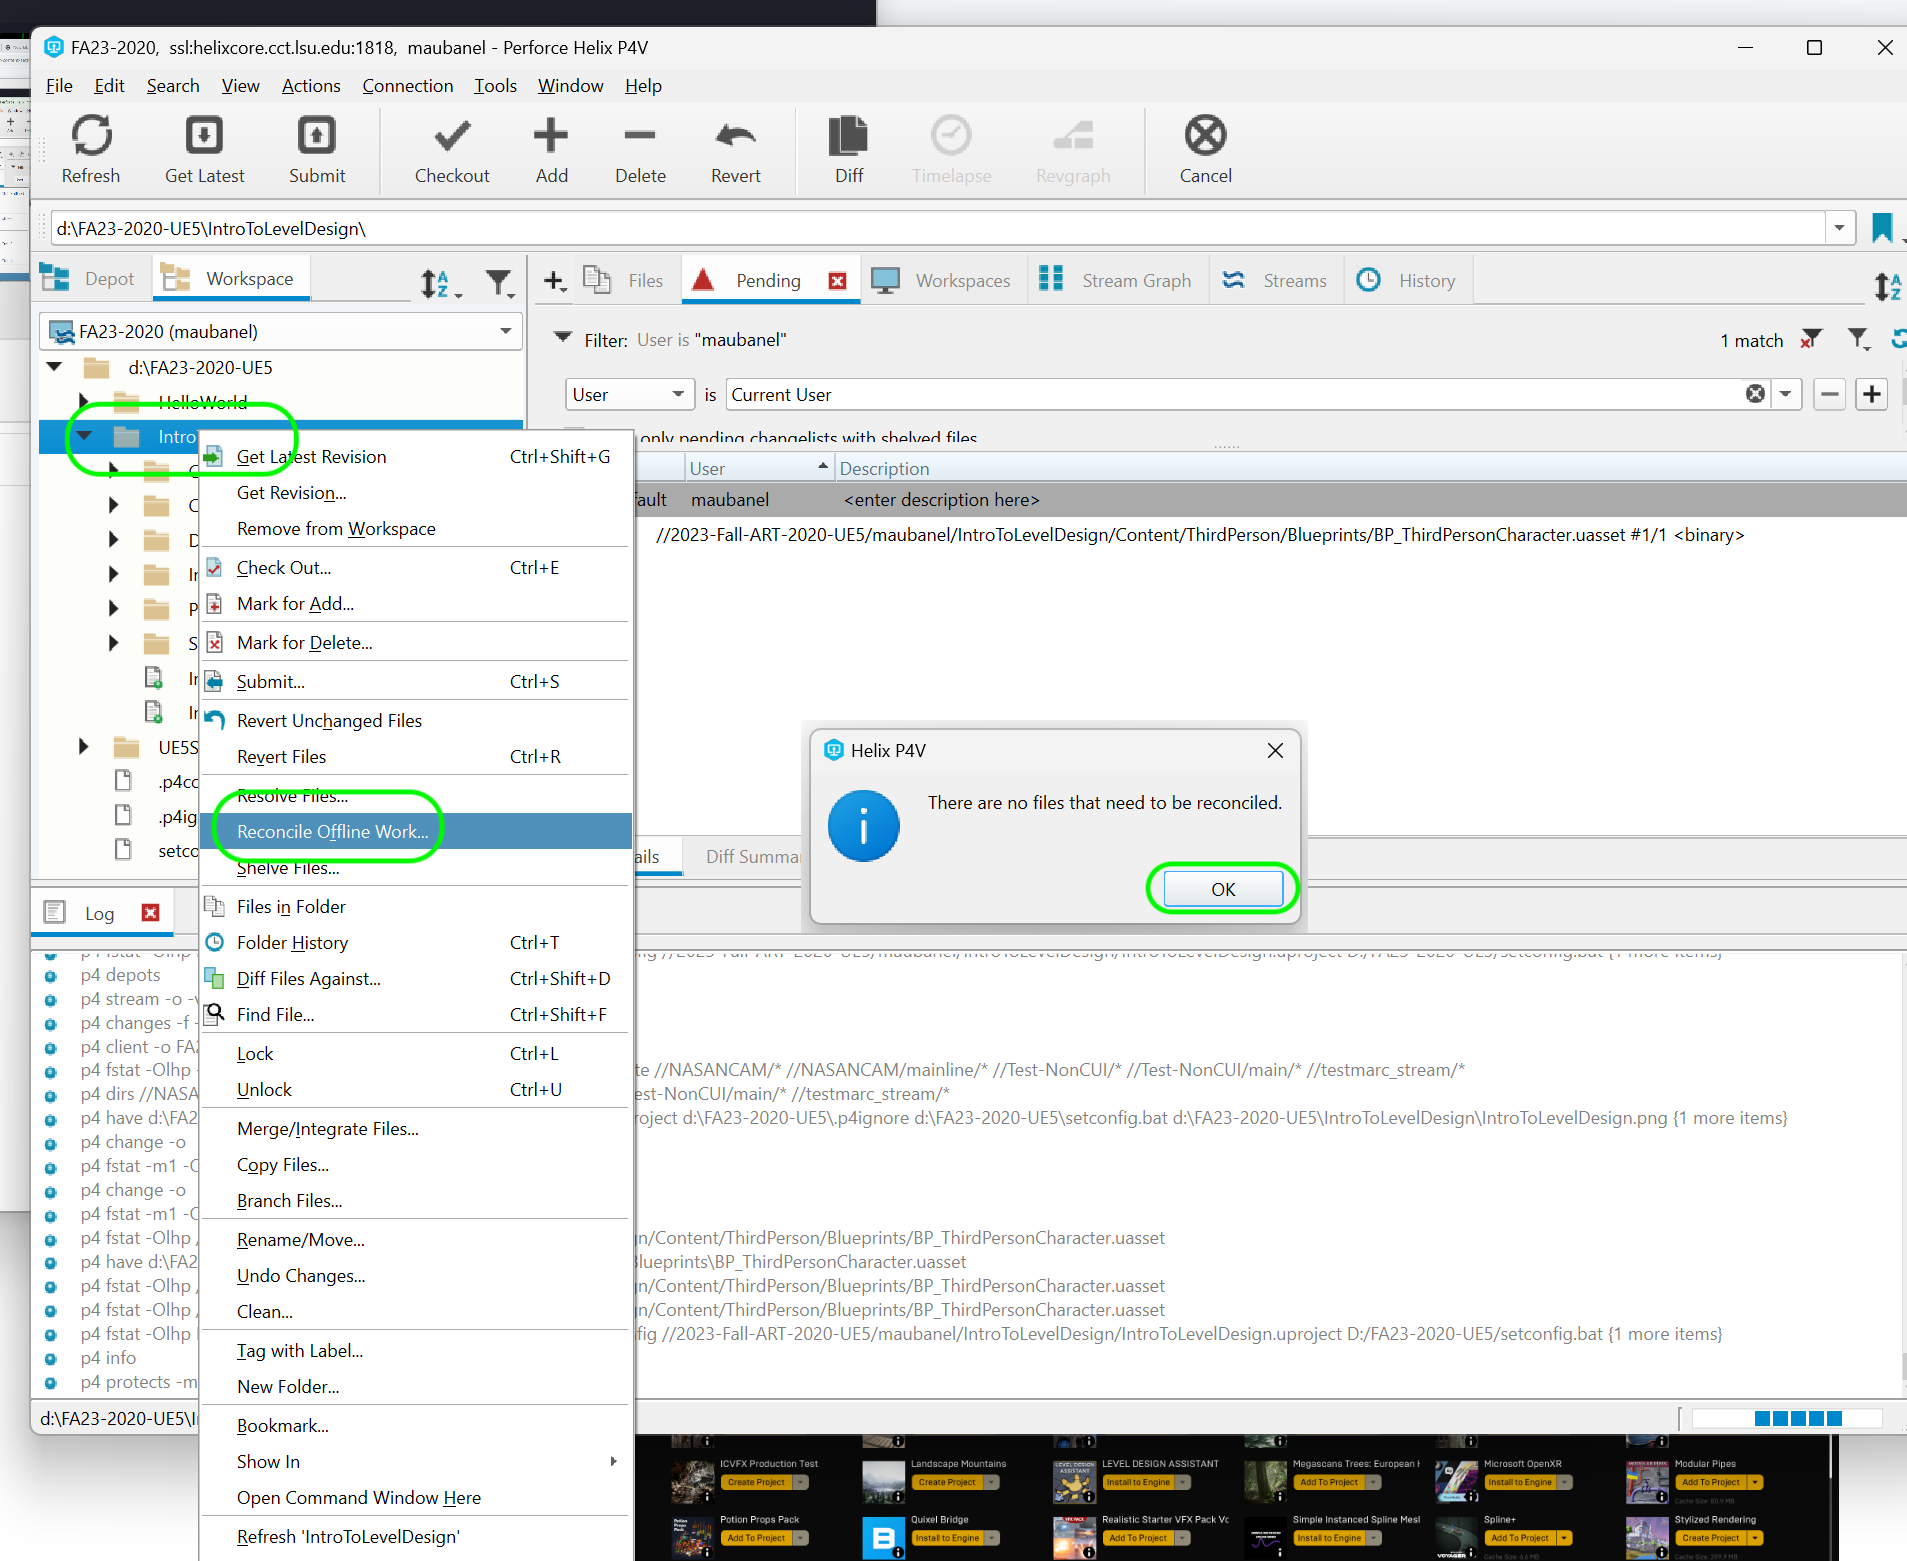 FA23-2020,  ssl:helixcore.cct.lsu.edu:1818,  maubanel - Perforce Helix P4V
File Edit Search View Actions Connection Tools Window Help
Refresh Get Latest Submit Checkout Add Delete Revert Diff Timelapse Revgraph Cancel
d:\FA23-2020-UE5\IntroToLevelDesign\
Depot Workspace Files Pending Workspaces Stream Graph Streams History
FA23-2020 (maubanel)
Filter: User is "maubanel" 1 match
User is Current User
only pending changelists with shelved files
User Description
ault maubanel <enter description here>
//2023-Fall-ART-2020-UE5/maubanel/IntroToLevelDesign/Content/ThirdPerson/Blueprints/BP_ThirdPersonCharacter.uasset #1/1 <binary>
d:\FA23-2020-UE5
HelloWorld
Intro
UE5S
.p4co
.p4ig
setco
Get Latest Revision Ctrl+Shift+G
Get Revision...
Remove from Workspace
Check Out... Ctrl+E
Mark for Add...
Mark for Delete...
Submit... Ctrl+S
Revert Unchanged Files
Revert Files Ctrl+R
Resolve Files...
Reconcile Offline Work...
Shelve Files...
Files in Folder
Folder History Ctrl+T
Diff Files Against... Ctrl+Shift+D
Find File... Ctrl+Shift+F
Lock Ctrl+L
Unlock Ctrl+U
Merge/Integrate Files...
Copy Files...
Branch Files...
Rename/Move...
Undo Changes...
Clean...
Tag with Label...
New Folder...
Bookmark...
Show In
Open Command Window Here
Refresh 'IntroToLevelDesign'
Helix P4V
There are no files that need to be reconciled.
OK
ails Diff Summa
Log
p4 depots
p4 stream -o -v
p4 changes -f -
p4 client -o FA2
p4 fstat -Olhp - te //NASANCAM/* //NASANCAM/mainline/* //Test-NonCUI/* //Test-NonCUI/main/* //testmarc_stream/*
p4 dirs //NASA est-NonCUI/main/* //testmarc_stream/*
p4 have d:\FA2 roject d:\FA23-2020-UE5\.p4ignore d:\FA23-2020-UE5\setconfig.bat d:\FA23-2020-UE5\IntroToLevelDesign\IntroToLevelDesign.png {1 more items}
p4 change -o
p4 fstat -m1 -C
p4 change -o
p4 fstat -m1 -C
p4 fstat -Olhp / n/Content/ThirdPerson/Blueprints/BP_ThirdPersonCharacter.uasset
p4 have d:\FA2 lueprints\BP_ThirdPersonCharacter.uasset
p4 fstat -Olhp / n/Content/ThirdPerson/Blueprints/BP_ThirdPersonCharacter.uasset
p4 fstat -Olhp / n/Content/ThirdPerson/Blueprints/BP_ThirdPersonCharacter.uasset
p4 fstat -Olhp fig //2023-Fall-ART-2020-UE5/maubanel/IntroToLevelDesign/IntroToLevelDesign.uproject D:/FA23-2020-UE5/setconfig.bat {1 more items}
p4 info
p4 protects -m
d:\FA23-2020-UE5\I
ICVFX Production Test
Create Project
Landscape Mountains
Create Project
LEVEL DESIGN ASSISTANT
Install to Engine
Megascans Trees: European
Add To Project
Microsoft OpenXR
Install to Engine
Modular Pipes
Add To Project
Potion Props Pack
Add To Project
Quixel Bridge
Install to Engine
Realistic Starter VFX Pack Vo
Add To Project
Simple Instanced Spline Mesh
Install to Engine
Spline+
Add To Project
Stylized Rendering
Create Project